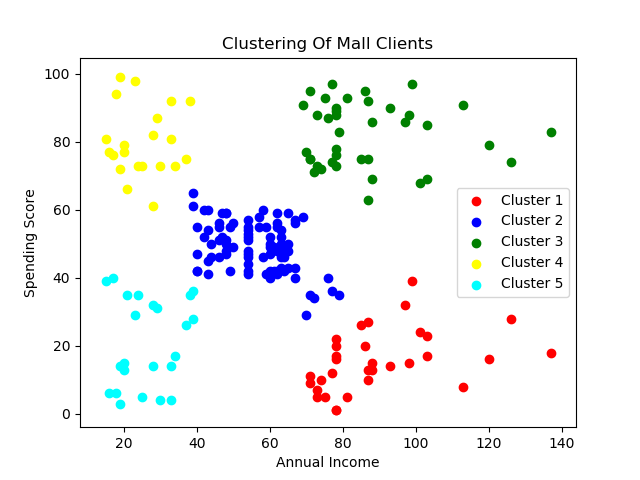 Clustering Of Mall Clients
100
80
60
40
20
0
Spending Score
Cluster 1
Cluster 2
Cluster 3
Cluster 4
Cluster 5
20 40 60 80 100 120 140
Annual Income